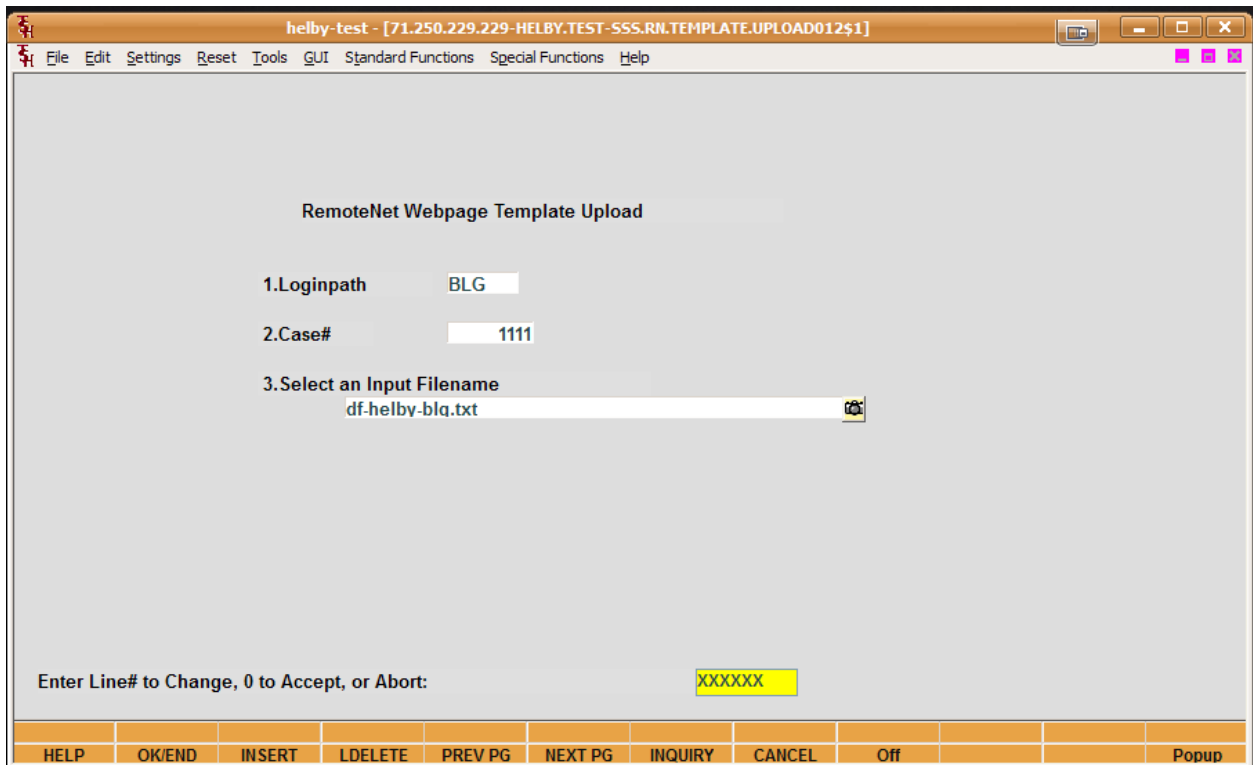 helby-test - [71.250.229.229-HELBY.TEST-SSS.RN.TEMPLATE.UPLOAD012$1]
File Edit Settings Reset Tools GUI Standard Functions Special Functions Help
RemoteNet Webpage Template Upload
1.Loginpath BLG
2.Case# 1111
3.Select an Input Filename
df-helby-blg.txt
Enter Line# to Change, 0 to Accept, or Abort: XXXXXX
HELP OK/END INSERT LDELETE PREV PG NEXT PG INQUIRY CANCEL Off Popup